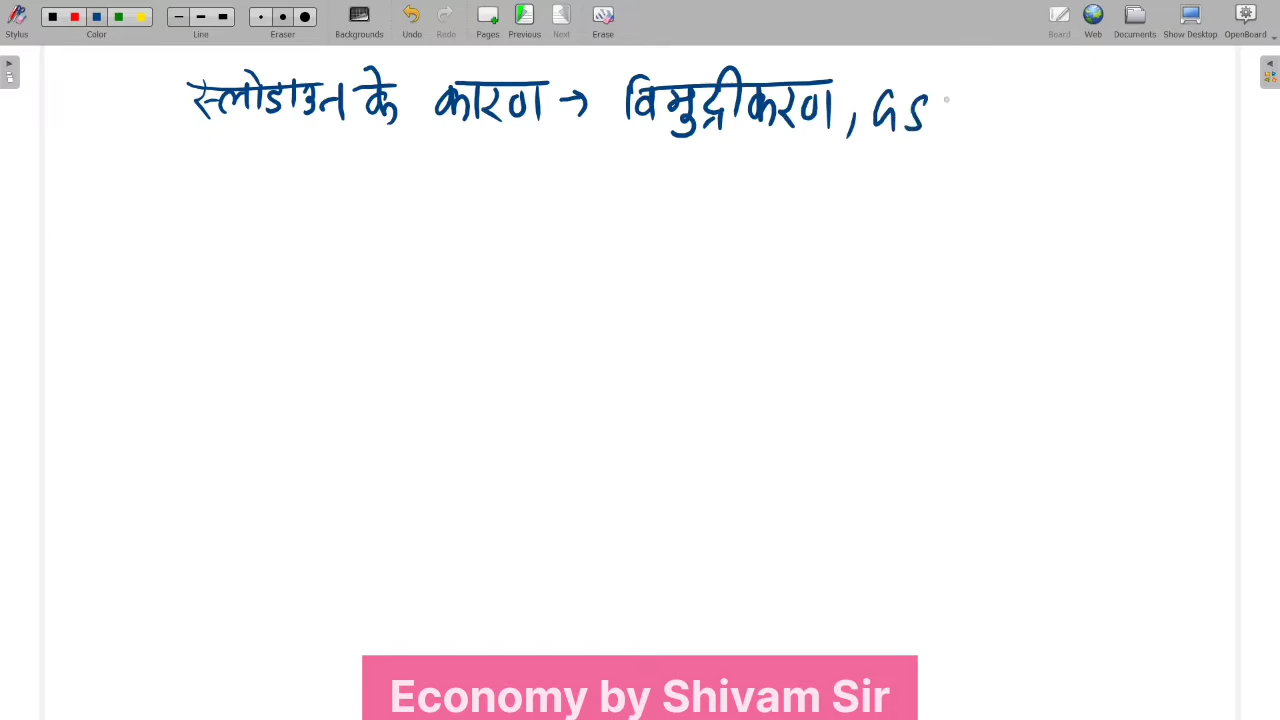 Stylus
Color
Line
Eraser
Backgrounds
Undo
Redo
Pages
Previous
Next
Erase
Board
Web
Documents
Show Desktop
OpenBoard
स्लोडाउन के कारण → विमुद्रीकरण, GS
Economy by Shivam Sir